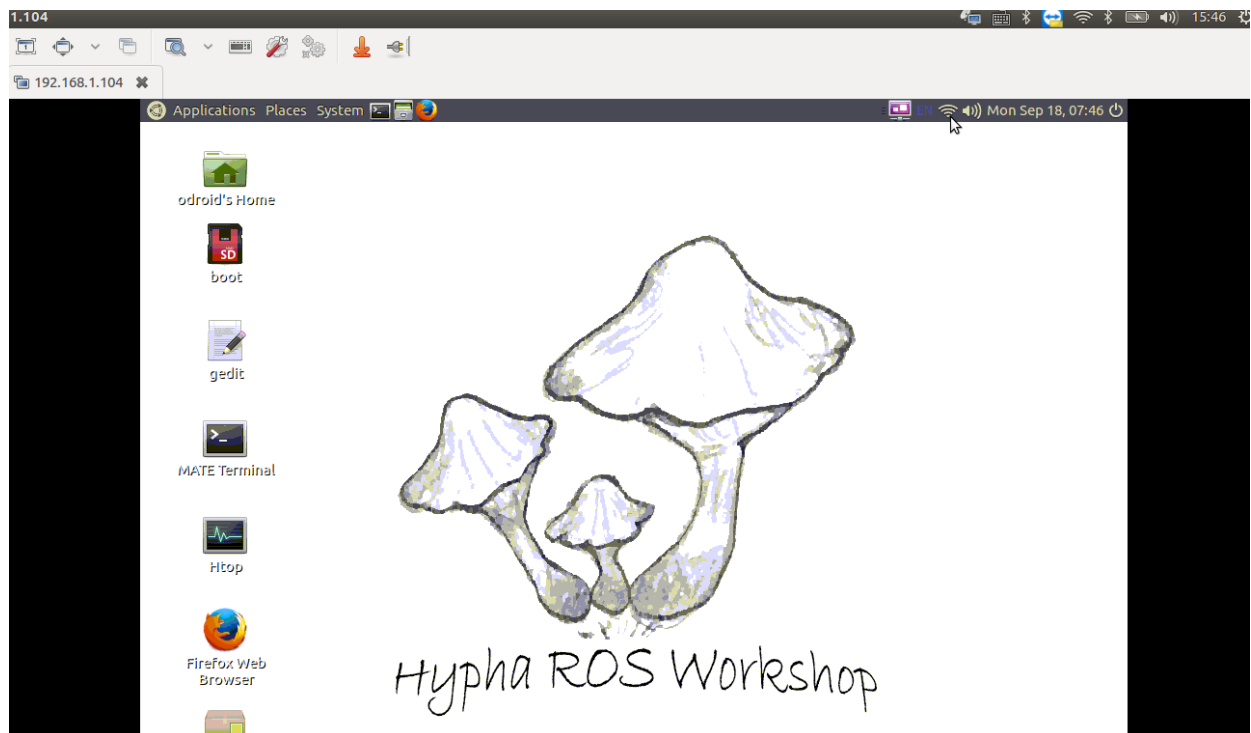 1.104
15:46
192.168.1.104
Applications Places System
EN
Mon Sep 18, 07:46
odroid's Home
SD
boot
gedit
MATE Terminal
Htop
Firefox Web
Browser
Hypha ROS Workshop